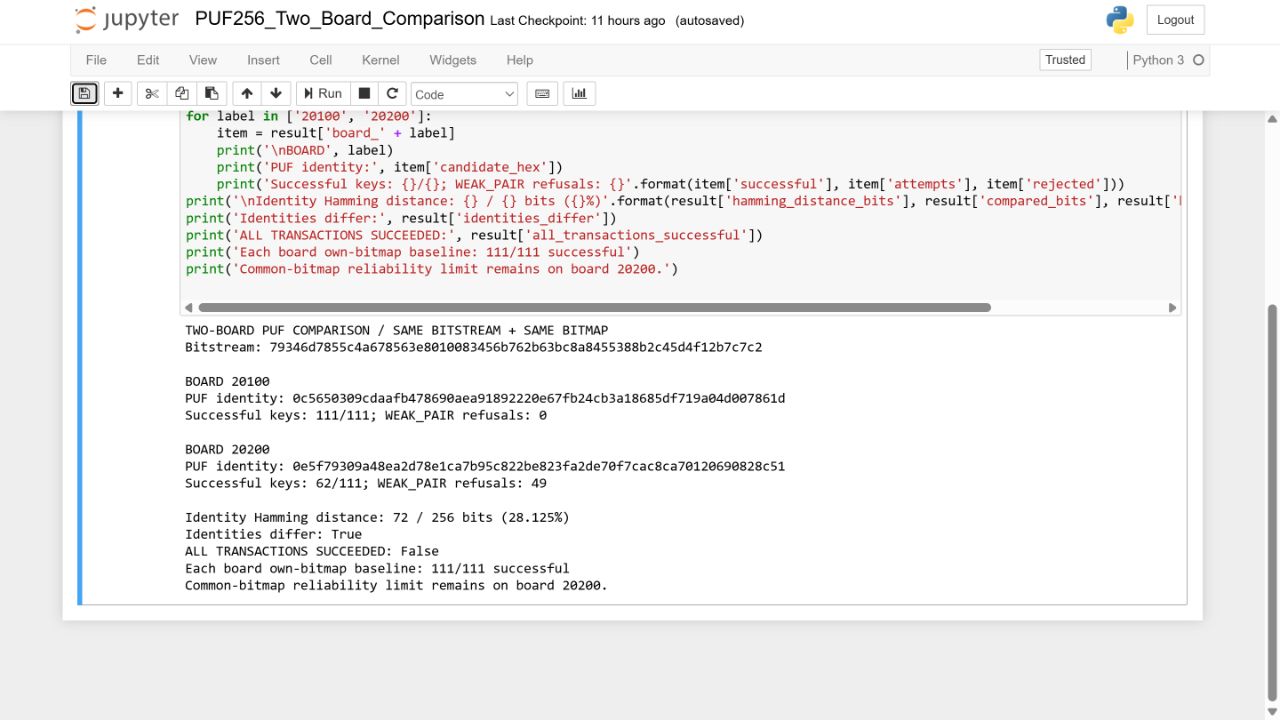 jupyter PUF256_Two_Board_Comparison Last Checkpoint: 11 hours ago (autosaved) Logout
File Edit View Insert Cell Kernel Widgets Help Trusted Python 3
Run Code
for label in ['20100', '20200']:
    item = result['board_' + label]
    print('\nBOARD', label)
    print('PUF identity:', item['candidate_hex'])
    print('Successful keys: {}/{}; WEAK_PAIR refusals: {}'.format(item['successful'], item['attempts'], item['rejected']))
print('\nIdentity Hamming distance: {} / {} bits ({}%)'.format(result['hamming_distance_bits'], result['compared_bits'], result['
print('Identities differ:', result['identities_differ'])
print('ALL TRANSACTIONS SUCCEEDED:', result['all_transactions_successful'])
print('Each board own-bitmap baseline: 111/111 successful')
print('Common-bitmap reliability limit remains on board 20200.')
TWO-BOARD PUF COMPARISON / SAME BITSTREAM + SAME BITMAP
Bitstream: 79346d7855c4a678563e8010083456b762b63bc8a8455388b2c45d4f12b7c7c2
BOARD 20100
PUF identity: 0c5650309cdaafb478690aea91892220e67fb24cb3a18685df719a04d007861d
Successful keys: 111/111; WEAK_PAIR refusals: 0
BOARD 20200
PUF identity: 0e5f79309a48ea2d78e1ca7b95c822be823fa2de70f7cac8ca70120690828c51
Successful keys: 62/111; WEAK_PAIR refusals: 49
Identity Hamming distance: 72 / 256 bits (28.125%)
Identities differ: True
ALL TRANSACTIONS SUCCEEDED: False
Each board own-bitmap baseline: 111/111 successful
Common-bitmap reliability limit remains on board 20200.